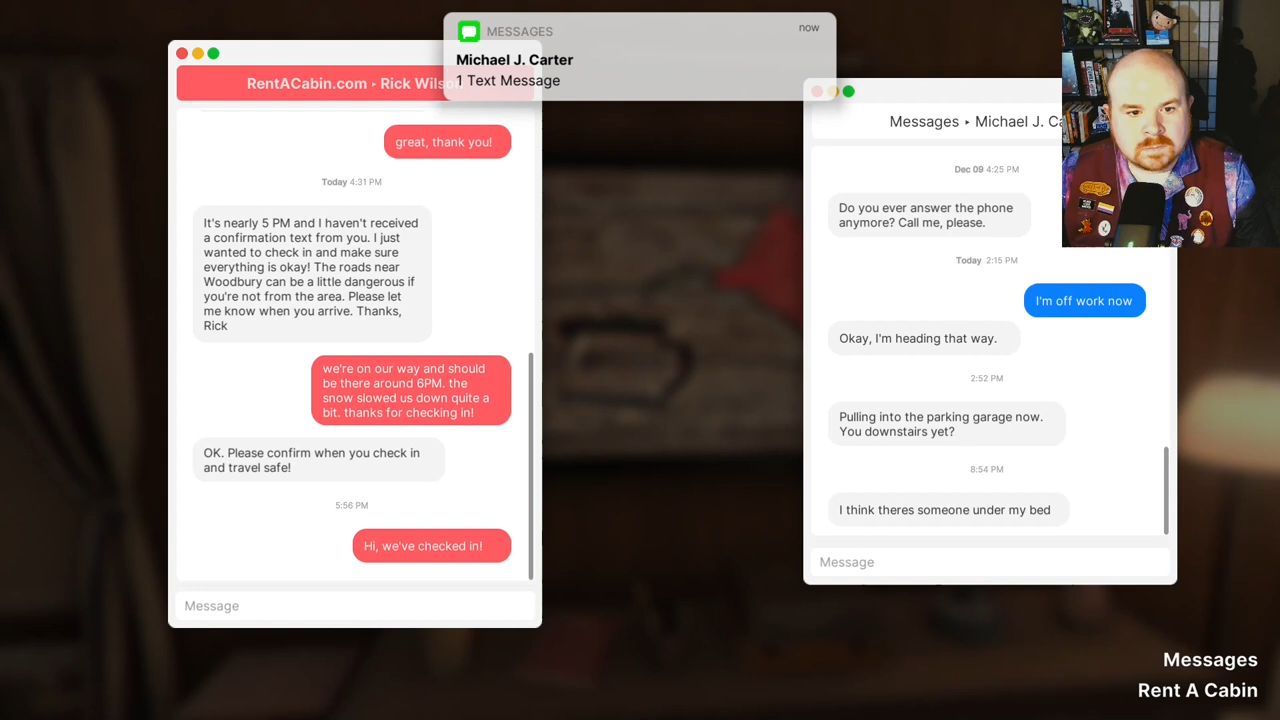 MESSAGES
now
Michael J. Carter
1 Text Message
RentACabin.com ‣ Rick Wilson
great, thank you!
Today 4:31 PM
It's nearly 5 PM and I haven't received
a confirmation text from you. I just
wanted to check in and make sure
everything is okay! The roads near
Woodbury can be a little dangerous if
you're not from the area. Please let
me know when you arrive. Thanks,
Rick
we're on our way and should
be there around 6PM. the
snow slowed us down quite a
bit. thanks for checking in!
OK. Please confirm when you check in
and travel safe!
5:56 PM
Hi, we've checked in!
Message
Messages ‣ Michael J. Ca
Dec 09 4:25 PM
Do you ever answer the phone
anymore? Call me, please.
Today 2:15 PM
I'm off work now
Okay, I'm heading that way.
2:52 PM
Pulling into the parking garage now.
You downstairs yet?
8:54 PM
I think theres someone under my bed
Message
Messages
Rent A Cabin